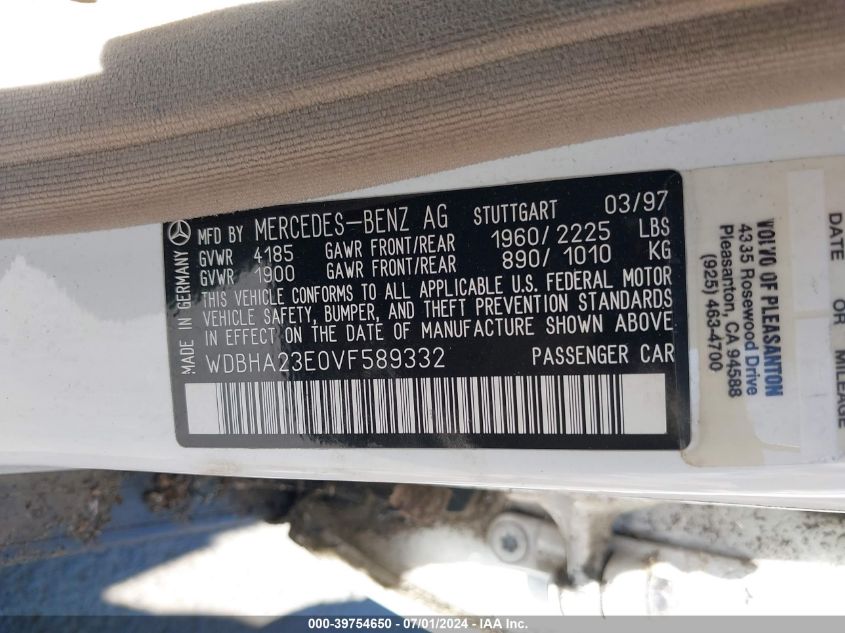 MADE IN GERMANY
MFD BY MERCEDES-BENZ AG STUTTGART 03/97
GVWR 4185 GAWR FRONT/REAR 1960/2225 LBS
GVWR 1900 GAWR FRONT/REAR 890/1010 KG
THIS VEHICLE CONFORMS TO ALL APPLICABLE U.S. FEDERAL MOTOR
VEHICLE SAFETY, BUMPER, AND THEFT PREVENTION STANDARDS
IN EFFECT ON THE DATE OF MANUFACTURE SHOWN ABOVE
WDBHA23E0VF589332 PASSENGER CAR
VOLVO OF PLEASANTON
4335 Rosewood Drive
Pleasanton, CA 94588
(925) 463-4700
DATE OR MILEAGE
000-39754650 - 07/01/2024 - IAA Inc.